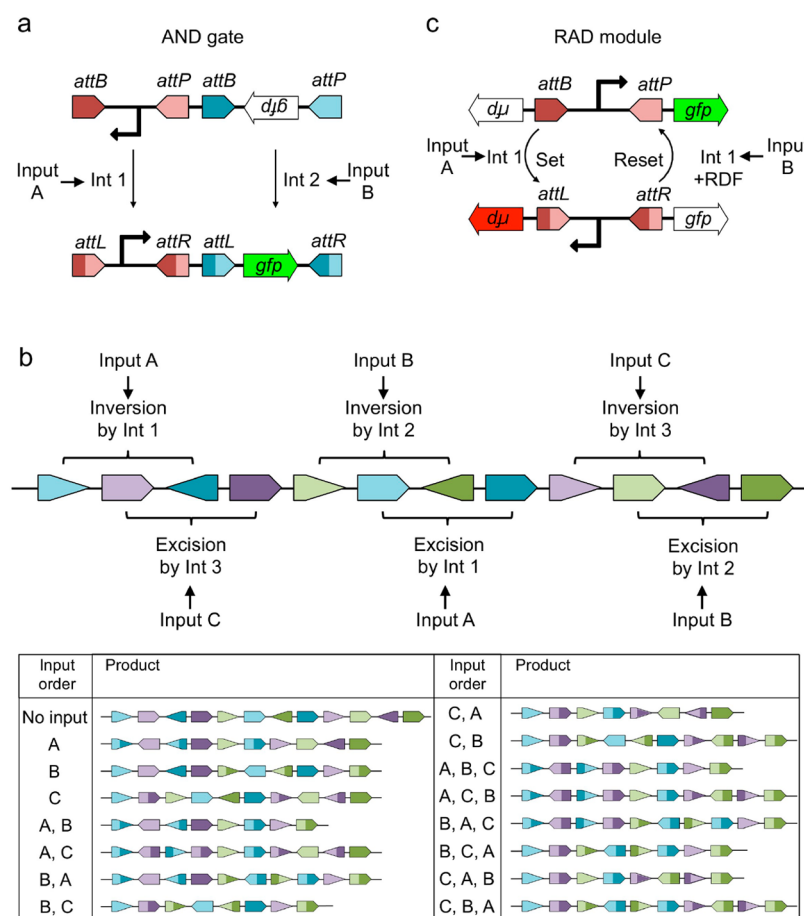 a
AND gate
attB attP attB attP
gfp
Input A
Int 1
Int 2
Input B
attL attR attL attR
gfp
c
RAD module
attB attP
rfp
gfp
Input A
Int 1
Set
Reset
Int 1
+RDF
Input B
attL attR
rfp
gfp
b
Input A Input B Input C
Inversion by Int 1
Inversion by Int 2
Inversion by Int 3
Excision by Int 3
Excision by Int 1
Excision by Int 2
Input C Input A Input B
Input order Product
No input
A
B
C
A, B
A, C
B, A
B, C
Input order Product
C, A
C, B
A, B, C
A, C, B
B, A, C
B, C, A
C, A, B
C, B, A